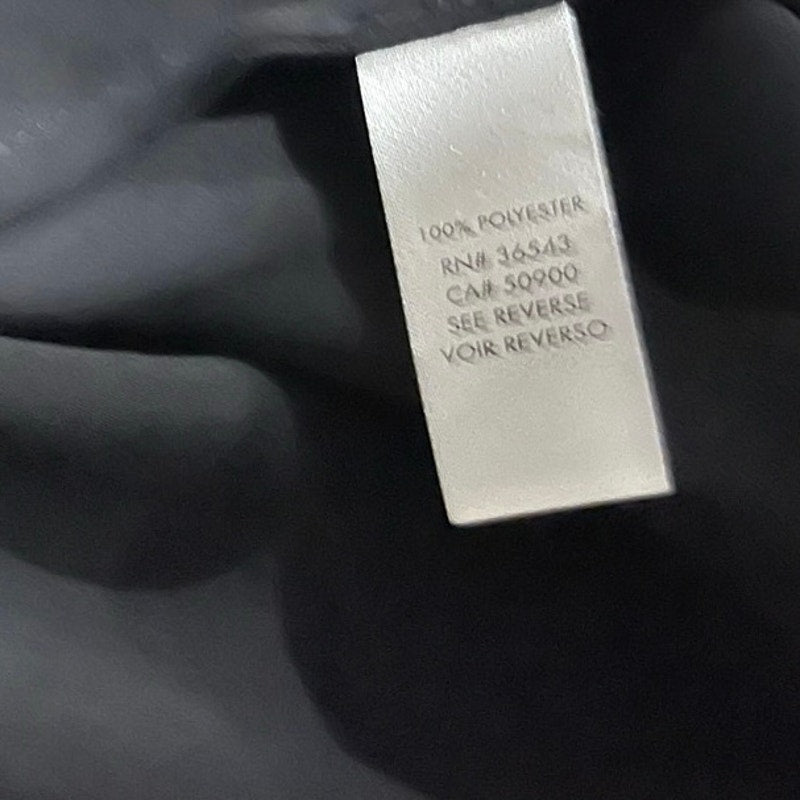 100% POLYESTER
RN# 36543
CA# 50900
SEE REVERSE
VOIR REVERSO